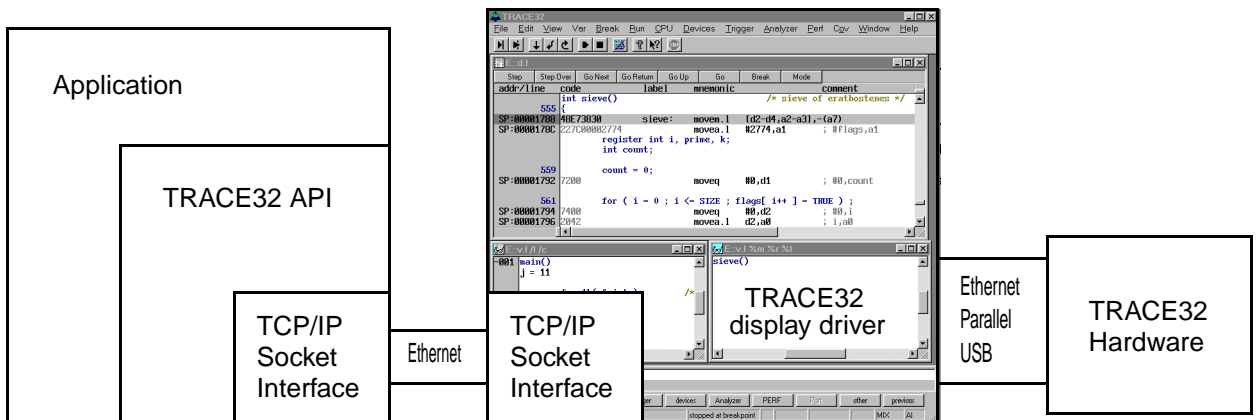 Application
TRACE32 API
TCP/IP
Socket
Interface
Ethernet
TRACE32
File Edit View Var Break Run CPU Devices Trigger Analyzer Perf Cov Window Help
E::d.l
Step Step Over Go Next Go Return Go Up Go Break Mode
addr/line code label mnemonic comment
int sieve() /* sieve of erathostenes */
555 {
SP:00001788 48E73830 sieve: movem.l (d2-d4,a2-a3),-(a7)
SP:0000178C 227C00002774 movea.l #2774,a1 ; #flags,a1
register int i, prime, k;
int count;
559 count = 0;
SP:00001792 7200 moveq #0,d1 ; #0,count
561 for ( i = 0 ; i <= SIZE ; flags[ i++ ] = TRUE ) ;
SP:00001794 7400 moveq #0,d2 ; #0,i
SP:00001796 2042 movea.l d2,a0 ; i,a0
E::v.f /l /c
-001 main()
j = 11
/*
TCP/IP
Socket
Interface
E::v.l %m %r %t
sieve()
TRACE32
display driver
devices Analyzer PERF Port other previous
stopped at breakpoint MIX AI
Ethernet
Parallel
USB
TRACE32
Hardware